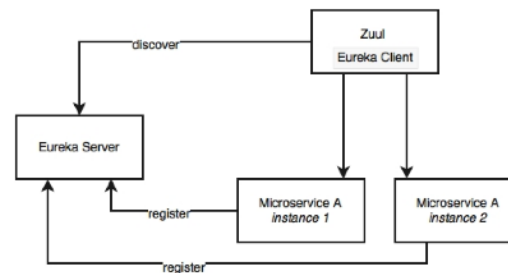 Zuul
Eureka Client
discover
Eureka Server
Microservice A
instance 1
Microservice A
instance 2
register
register